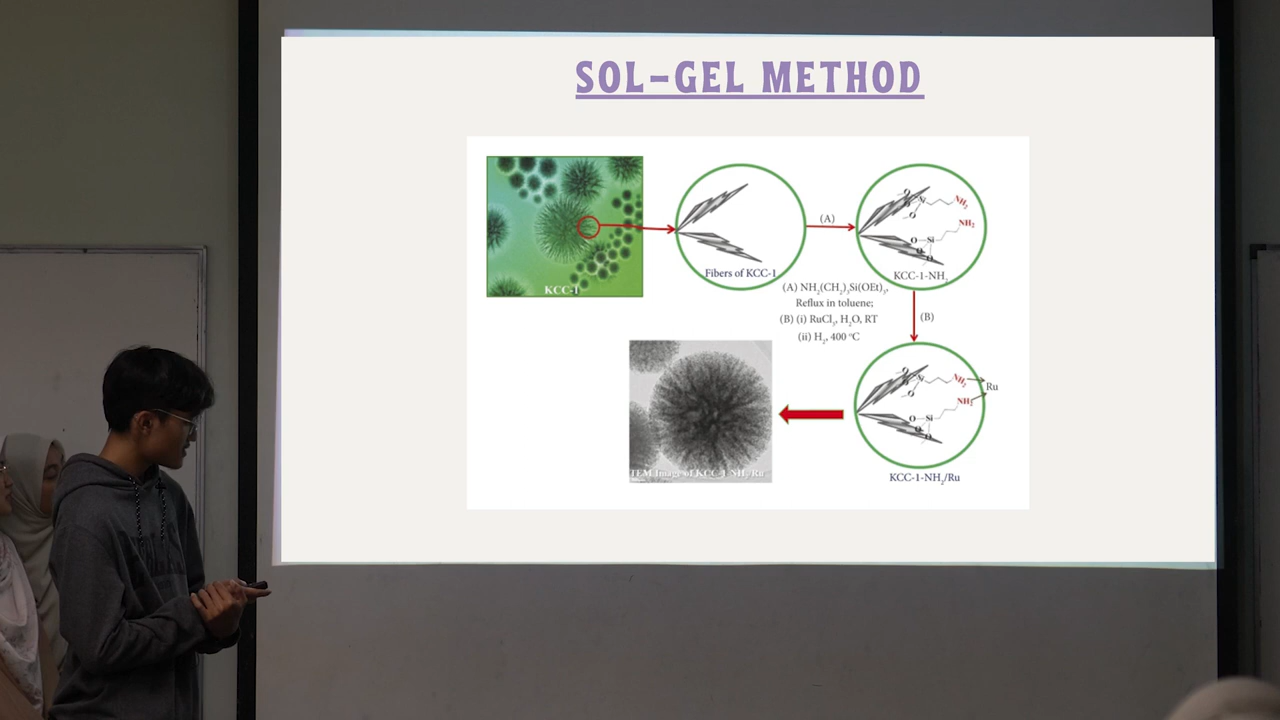 SOL-GEL METHOD
KCC-1
Fibers of KCC-1
(A)
NH₂
NH₂
O
O
Si
O
O
KCC-1-NH₂
(A) NH₂(CH₂)₃Si(OEt)₃,
Reflux in toluene;
(B) (i) RuCl₃, H₂O, RT
(ii) H₂, 400 °C
(B)
NH₂
Ru
NH₂
O
O
Si
O
O
TEM Image of KCC-1-NH₂/Ru
KCC-1-NH₂/Ru